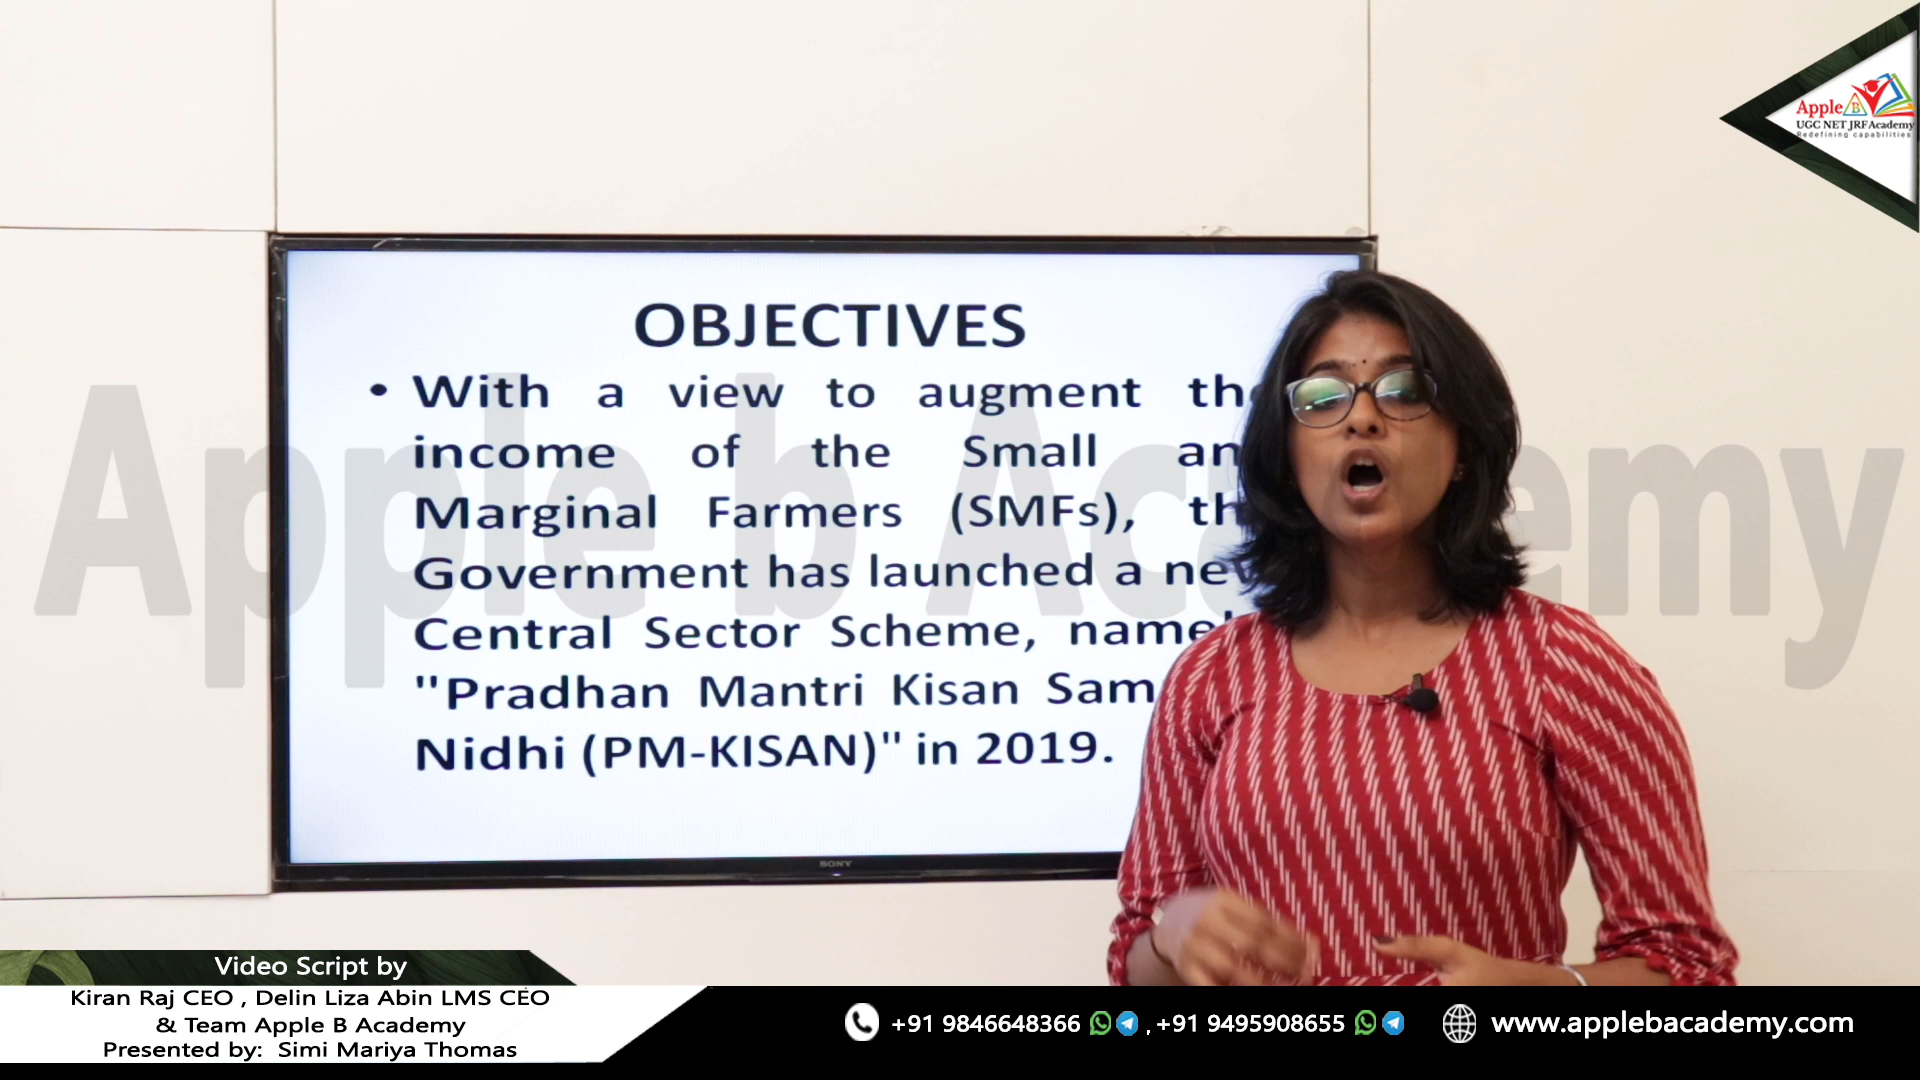 Apple B
UGC NET JRF Academy
Redefining capabilities
OBJECTIVES
• With a view to augment the
income of the Small an
Marginal Farmers (SMFs), th
Government has launched a new
Central Sector Scheme, namel
"Pradhan Mantri Kisan Sam
Nidhi (PM-KISAN)" in 2019.
Apple b Academy
SONY
Video Script by
Kiran Raj CEO , Delin Liza Abin LMS CEO
& Team Apple B Academy
Presented by: Simi Mariya Thomas
+91 9846648366 , +91 9495908655 www.applebacademy.com